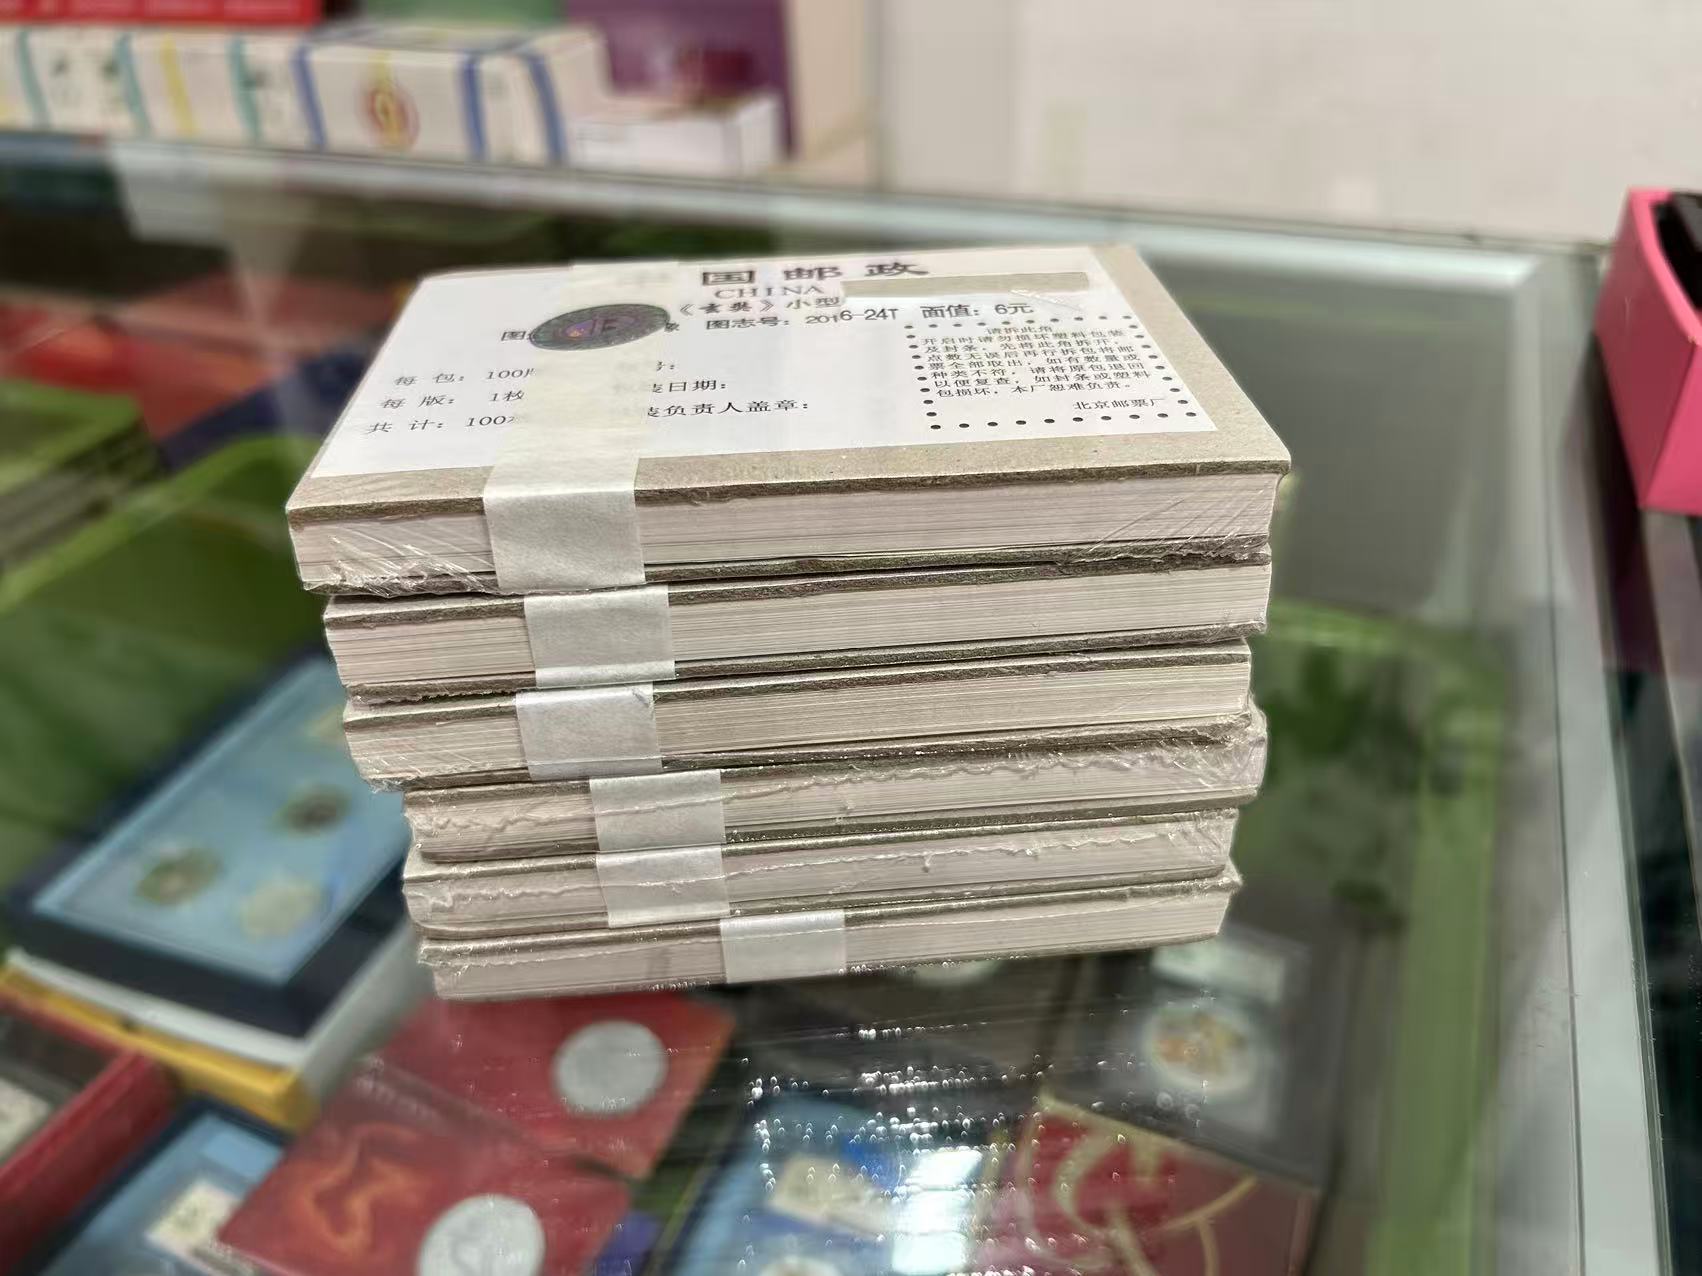 国 邮 政
CHINA
《玄奘》小型
图 图志号：2016-24T 面值：6元
每 包：100
每 版：1枚
共 计：100
号：
日期：
负责人盖章：
请拆此角
开启时请勿损坏塑料包装
及封条，先将此角拆开，
点数无误后再行拆包将邮
票全部取出，如有数量或
种类不符，请将原包退回
以便复查，如封条或塑料
包损坏，本厂恕难负责。
北京邮票厂